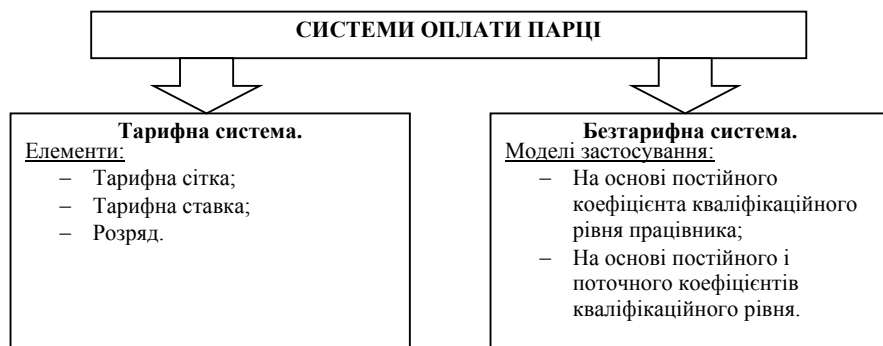 СИСТЕМИ ОПЛАТИ ПАРЦІ
Тарифна система.
Елементи:
– Тарифна сітка;
– Тарифна ставка;
– Розряд.
Безтарифна система.
Моделі застосування:
– На основі постійного
коефіцієнта кваліфікаційного
рівня працівника;
– На основі постійного і
поточного коефіцієнтів
кваліфікаційного рівня.